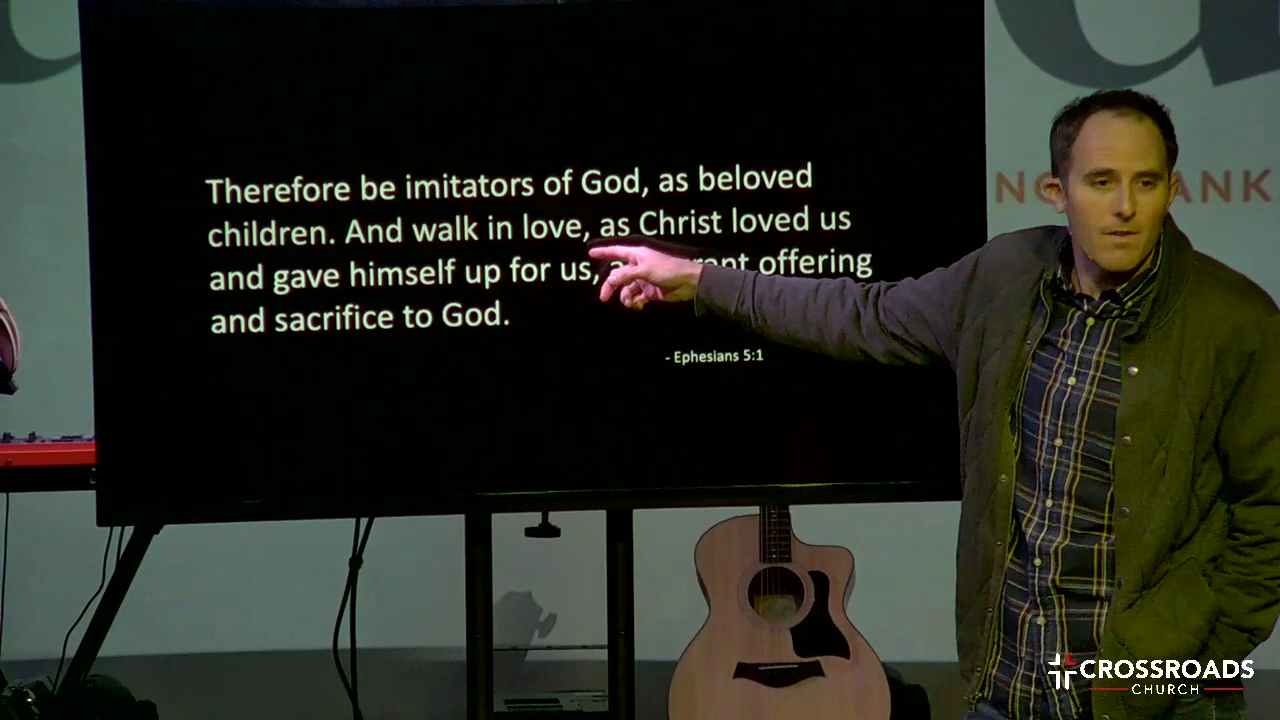 Therefore be imitators of God, as beloved
children. And walk in love, as Christ loved us
and gave himself up for us, a offering
and sacrifice to God.
- Ephesians 5:1
CROSSROADS
CHURCH